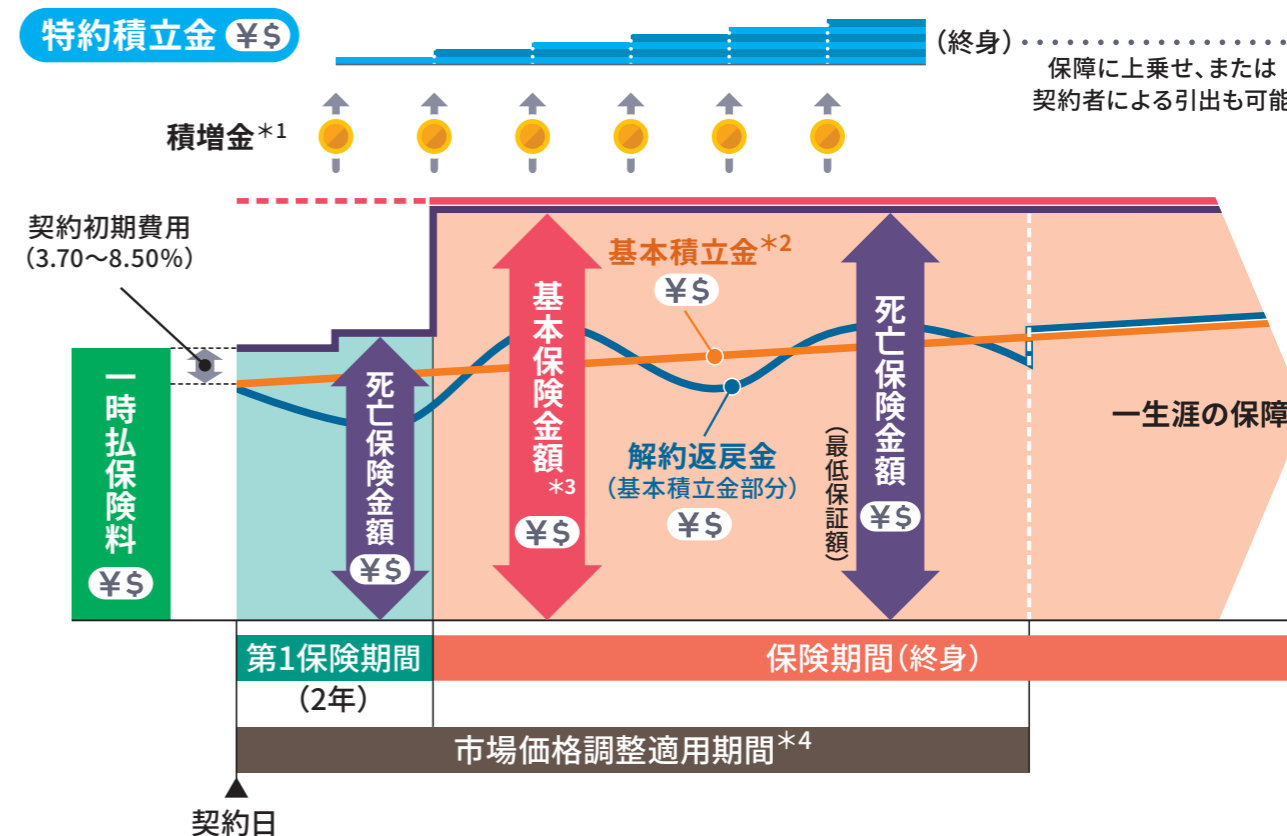 特約積立金 ¥$
(終身)
保障に上乗せ、または
契約者による引出も可能
積増金*1
契約初期費用
(3.70〜8.50%)
一時払保険料
¥$
死亡保険金額
¥$
基本保険金額
*3
¥$
基本積立金*2
¥$
解約返戻金
(基本積立金部分)
¥$
死亡保険金額
(最低保証額)
¥$
一生涯の保障
第1保険期間
(2年)
保険期間(終身)
市場価格調整適用期間*4
契約日